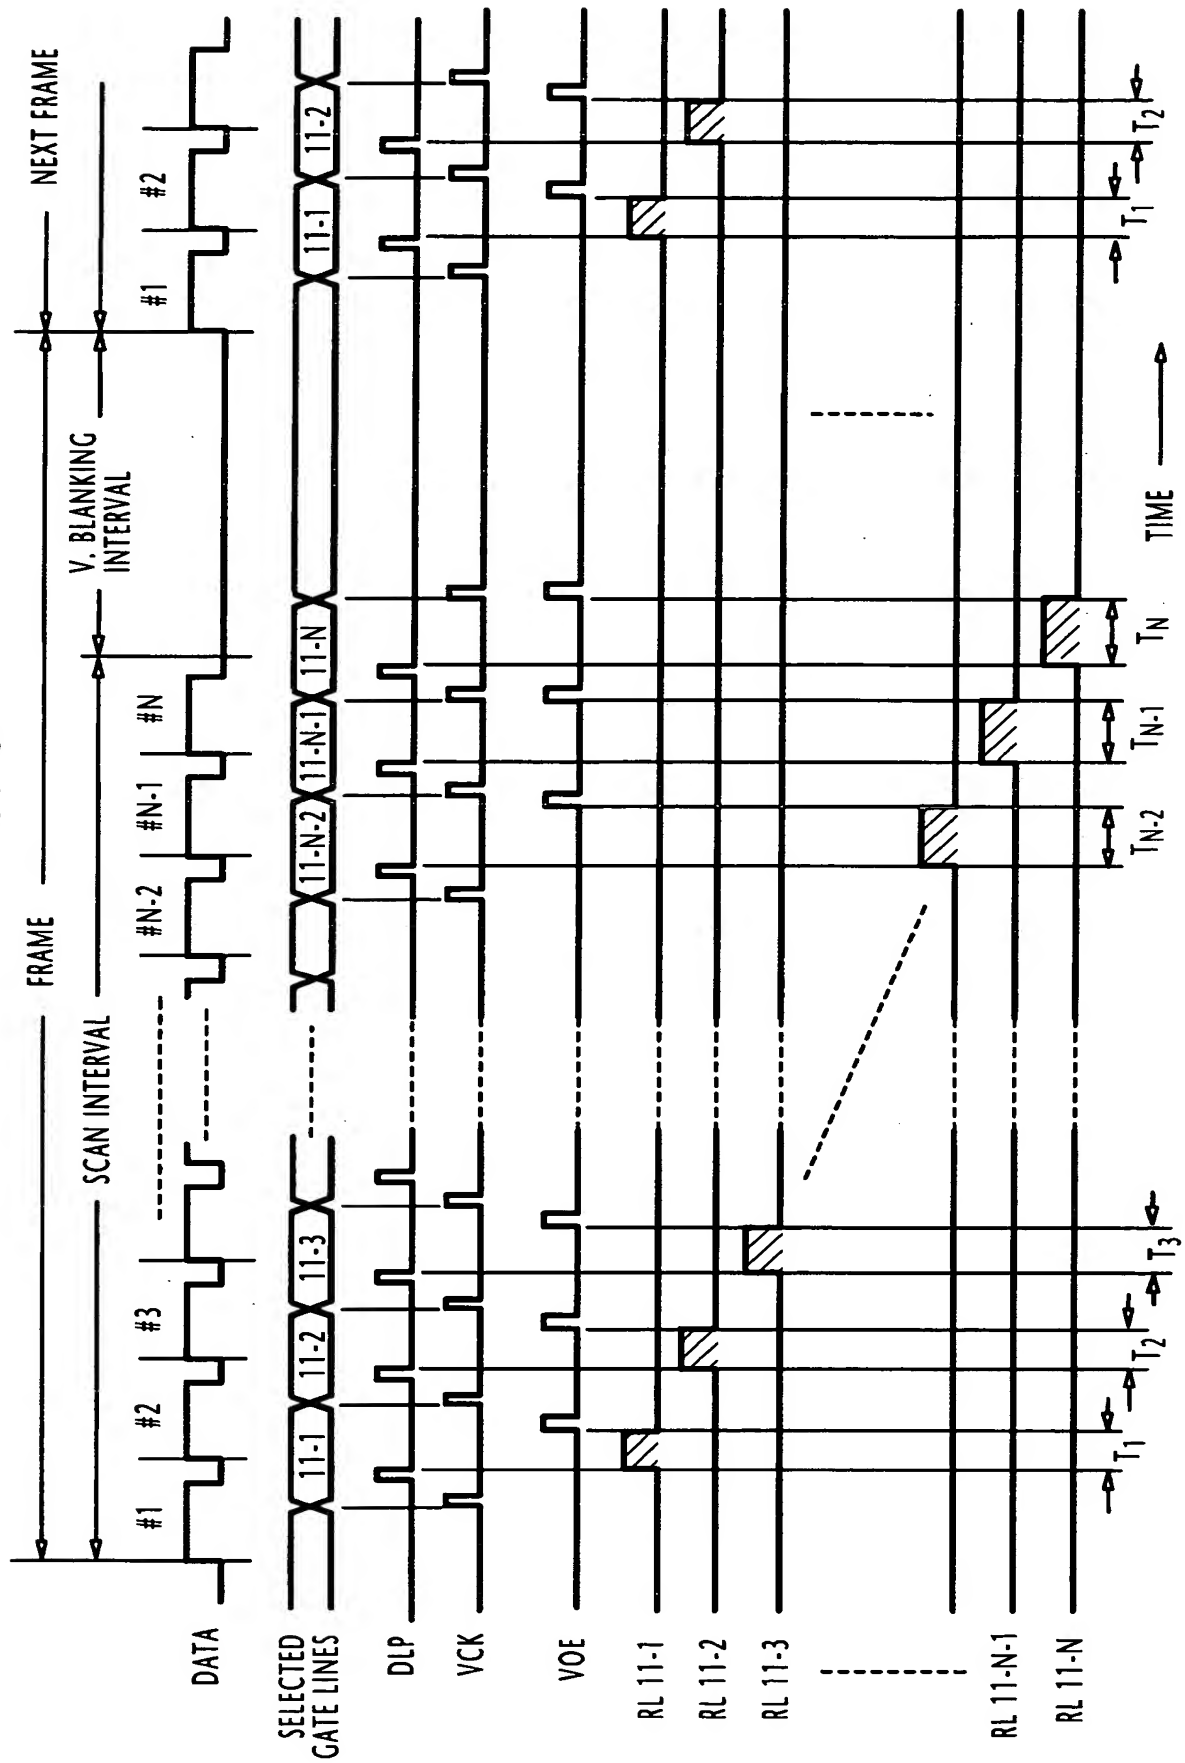 FRAME
NEXT FRAME
SCAN INTERVAL
V. BLANKING
INTERVAL
#1
#2
#3
#N-2
#N-1
#N
#1
#2
DATA
SELECTED
GATE LINES
11-1
11-2
11-3
11-N-2
11-N-1
11-N
11-1
11-2
DLP
VCK
VOE
RL 11-1
RL 11-2
RL 11-3
RL 11-N-1
RL 11-N
T1
T2
T3
TN-2
TN-1
TN
T1
T2
TIME